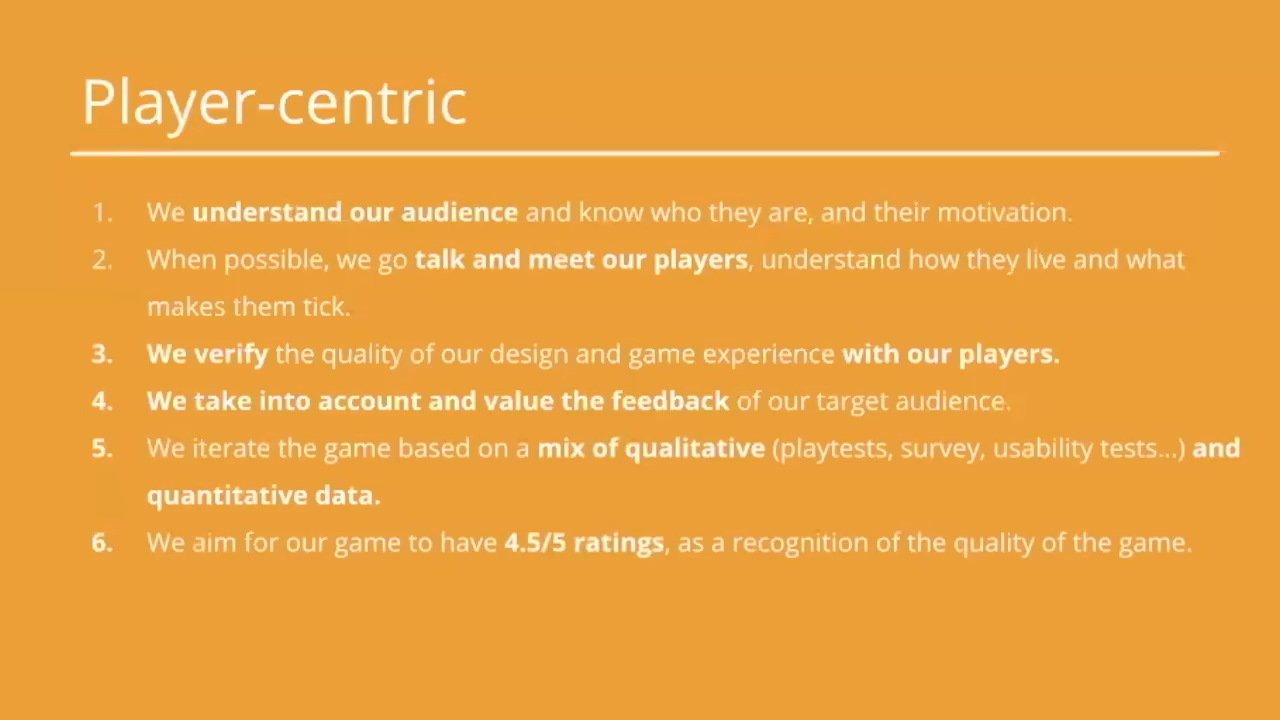 Player-centric
1. We understand our audience and know who they are, and their motivation.
2. When possible, we go talk and meet our players, understand how they live and what
makes them tick.
3. We verify the quality of our design and game experience with our players.
4. We take into account and value the feedback of our target audience.
5. We iterate the game based on a mix of qualitative (playtests, survey, usability tests...) and
quantitative data.
6. We aim for our game to have 4.5/5 ratings, as a recognition of the quality of the game.